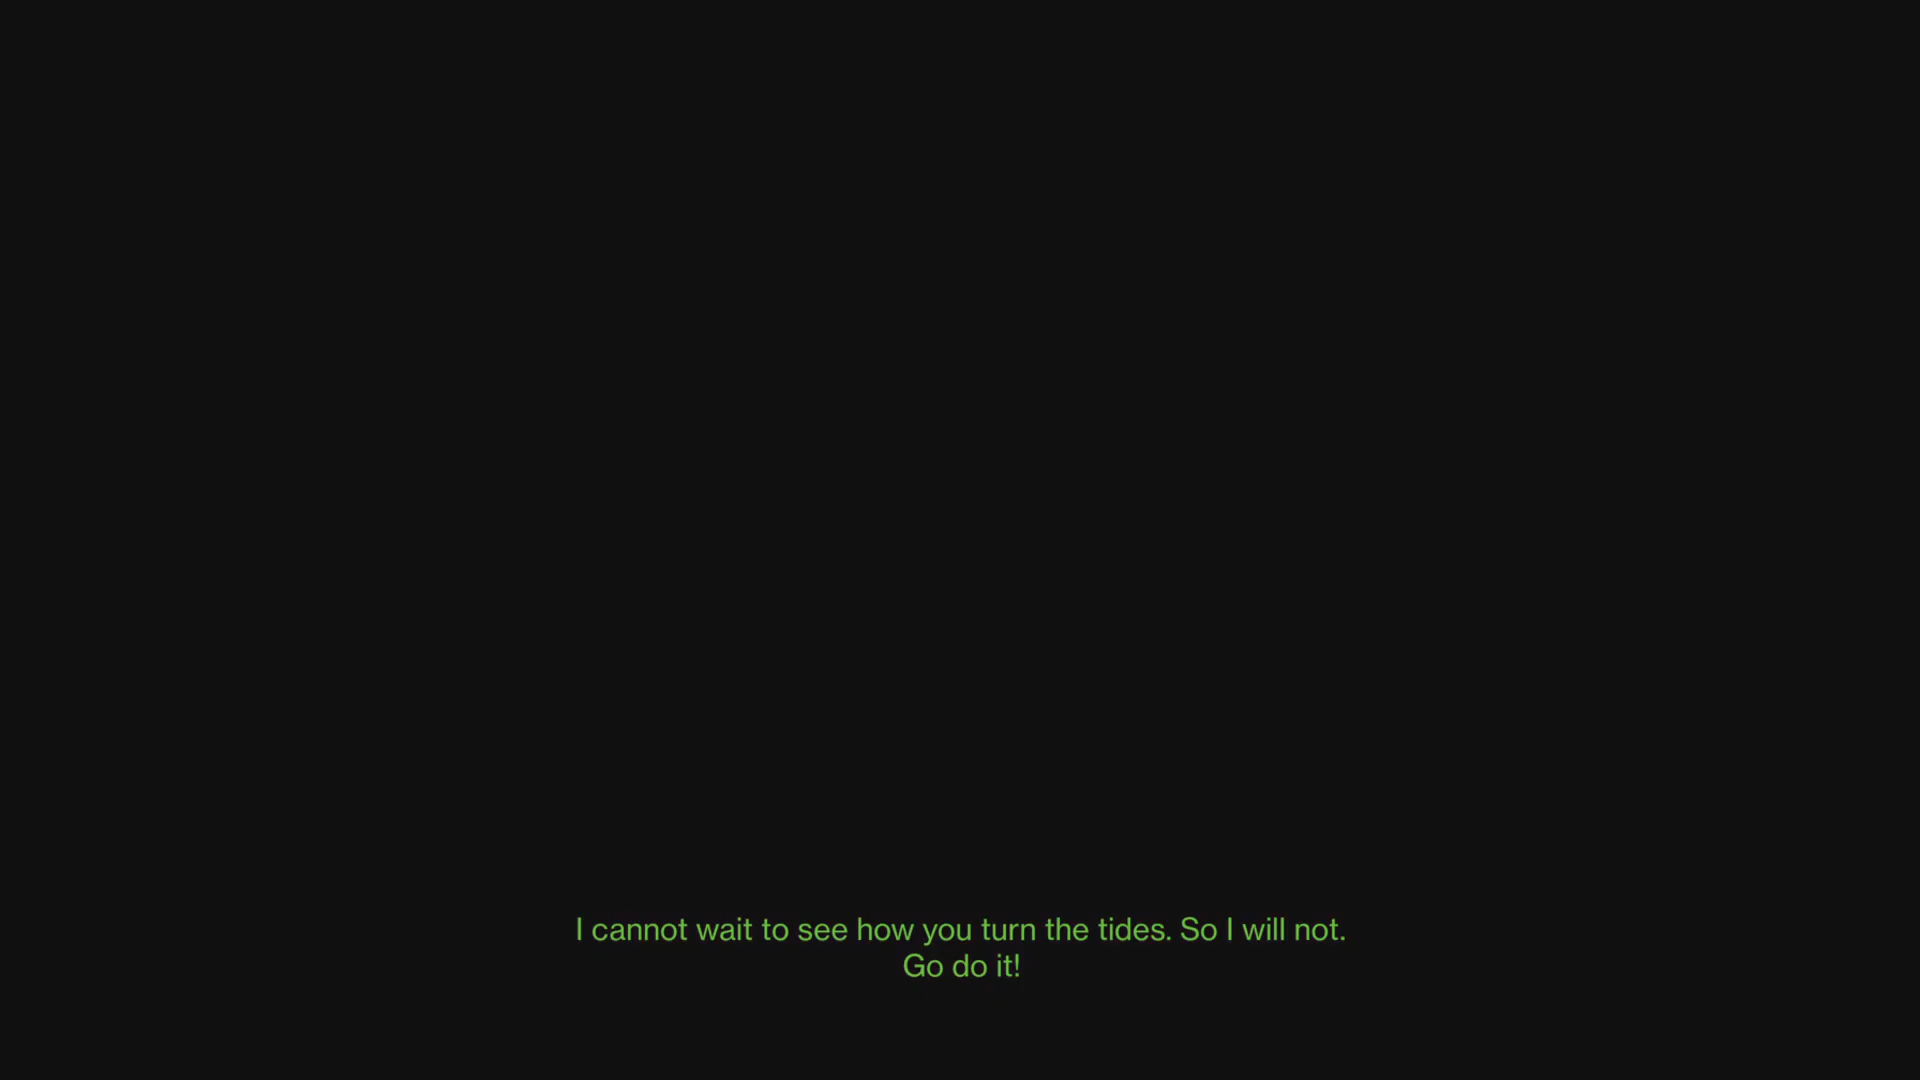 I cannot wait to see how you turn the tides. So I will not.
Go do it!